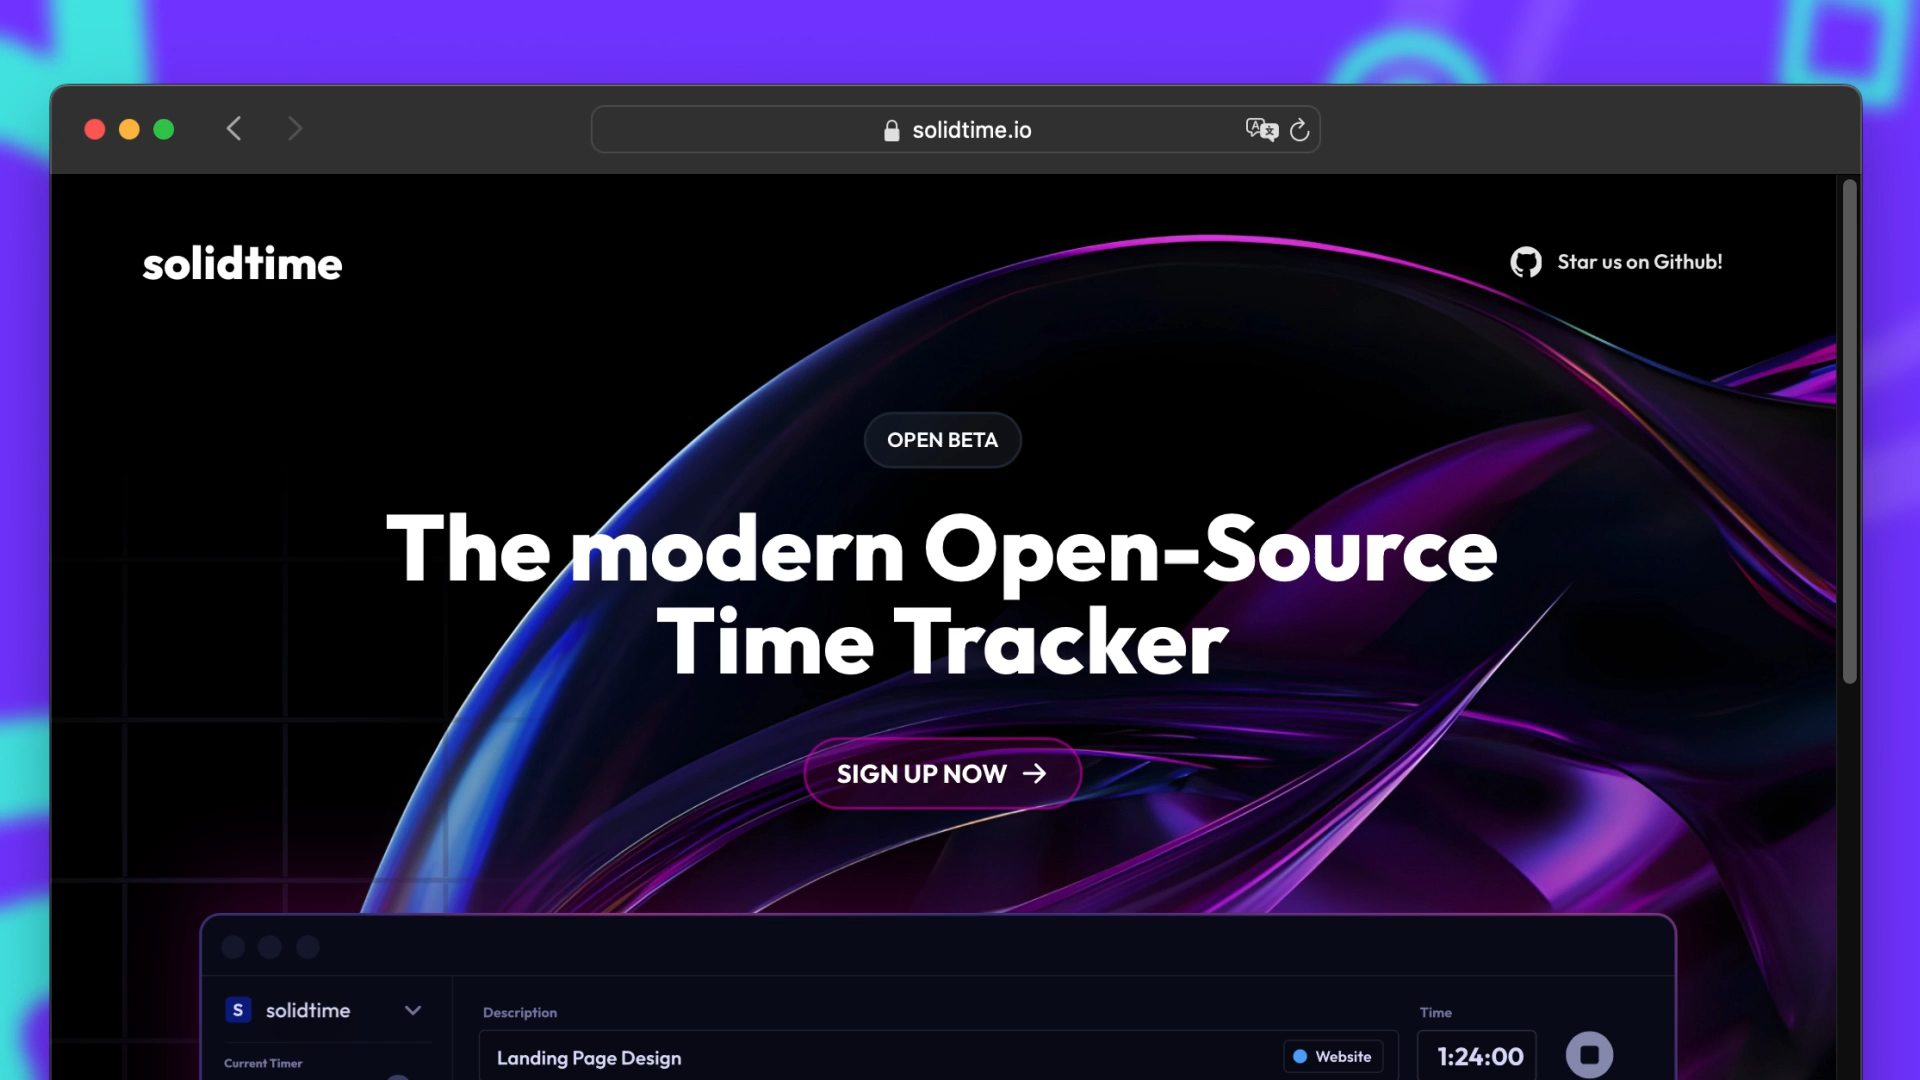 solidtime.io
solidtime
Star us on Github!
OPEN BETA
The modern Open-Source
Time Tracker
SIGN UP NOW →
S solidtime
Description
Time
Landing Page Design
Website
1:24:00
Current Timer